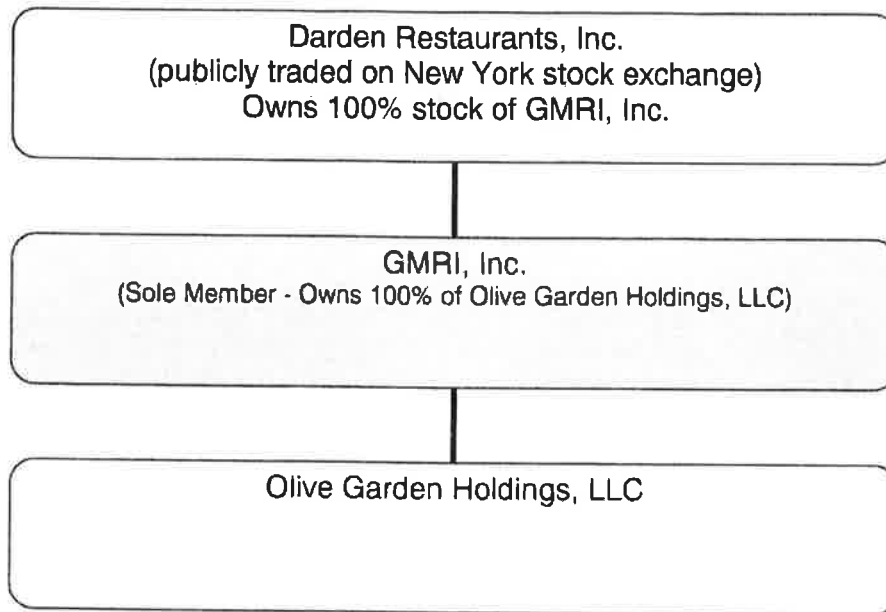 Darden Restaurants, Inc.
(publicly traded on New York stock exchange)
Owns 100% stock of GMRI, Inc.
GMRI, Inc.
(Sole Member - Owns 100% of Olive Garden Holdings, LLC)
Olive Garden Holdings, LLC